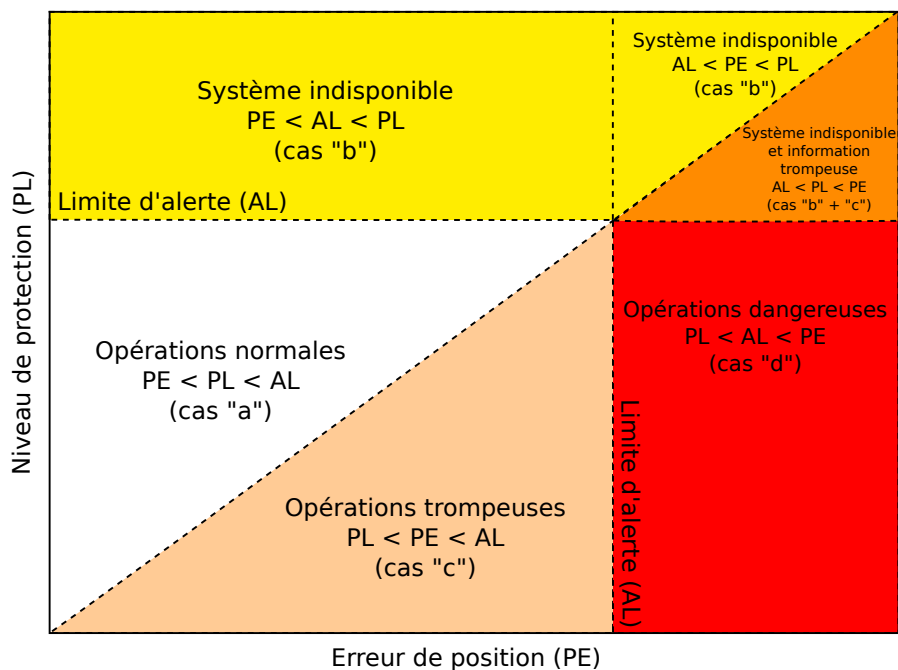 Système indisponible
PE < AL < PL
(cas "b")
Système indisponible
AL < PE < PL
(cas "b")
Système indisponible
et information
trompeuse
AL < PL < PE
(cas "b" + "c")
Limite d'alerte (AL)
Opérations normales
PE < PL < AL
(cas "a")
Opérations dangereuses
PL < AL < PE
(cas "d")
Opérations trompeuses
PL < PE < AL
(cas "c")
Limite d'alerte (AL)
Niveau de protection (PL)
Erreur de position (PE)